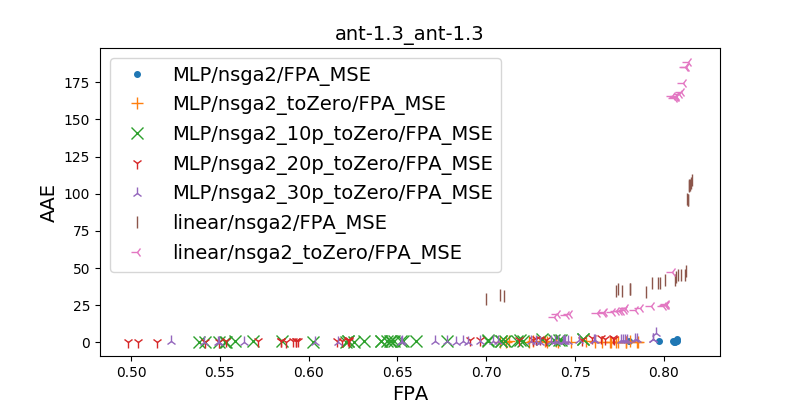 ant-1.3_ant-1.3
MLP/nsga2/FPA_MSE
MLP/nsga2_toZero/FPA_MSE
MLP/nsga2_10p_toZero/FPA_MSE
MLP/nsga2_20p_toZero/FPA_MSE
MLP/nsga2_30p_toZero/FPA_MSE
linear/nsga2/FPA_MSE
linear/nsga2_toZero/FPA_MSE
AAE
175
150
125
100
75
50
25
0
0.50 0.55 0.60 0.65 0.70 0.75 0.80
FPA